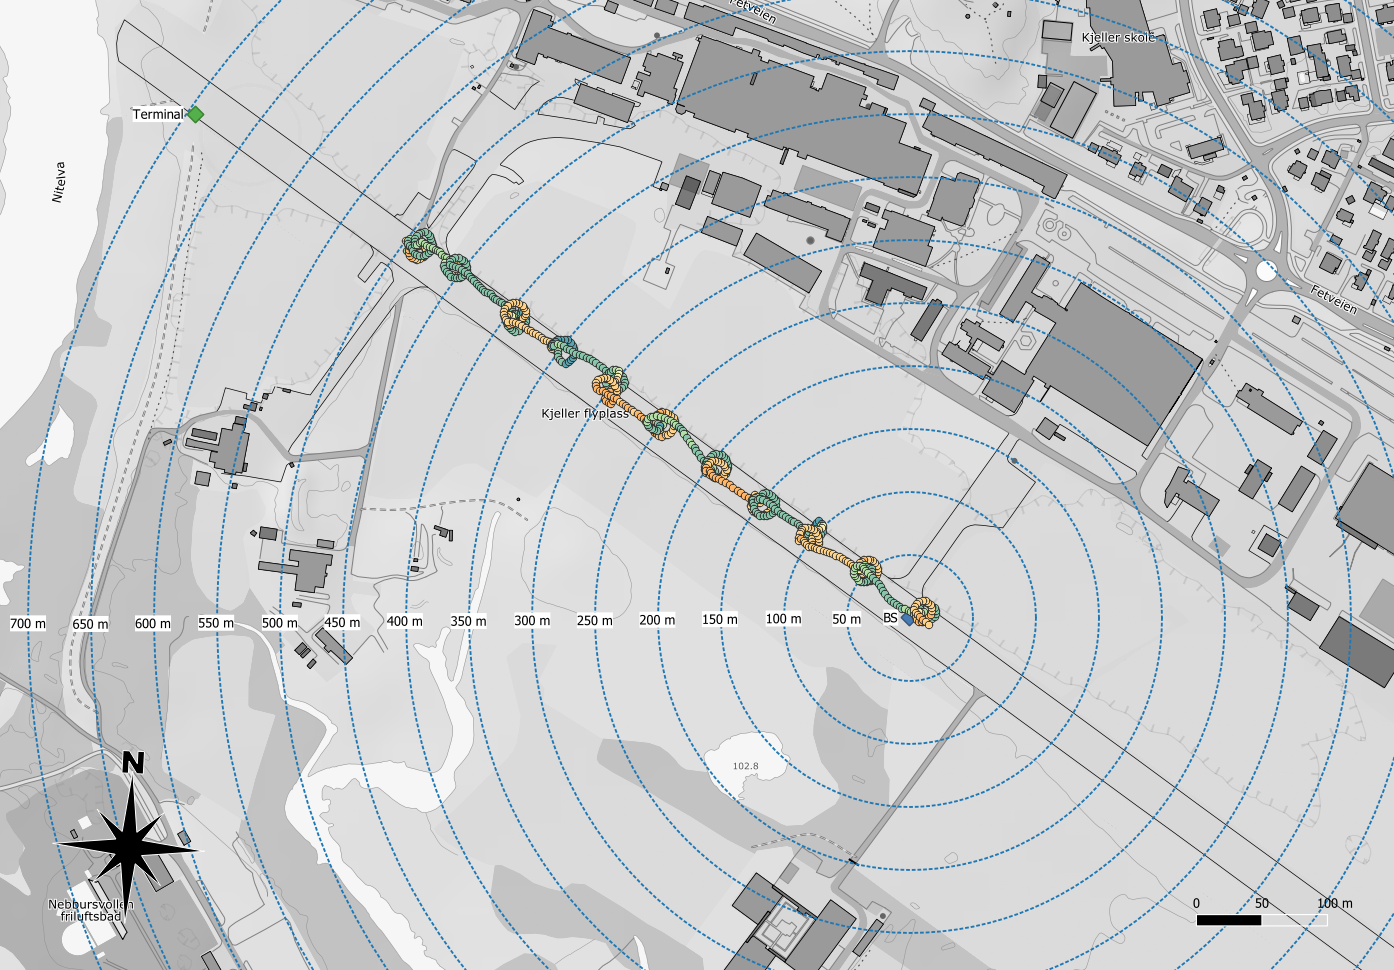 Fetveien
Kjeller skole
Terminal
Nitelva
Fetveien
Kjeller flyplass
700 m
650 m
600 m
550 m
500 m
450 m
400 m
350 m
300 m
250 m
200 m
150 m
100 m
50 m
BS
N
102.8
Nebbursvollen
friluftsbad
0 50 100 m